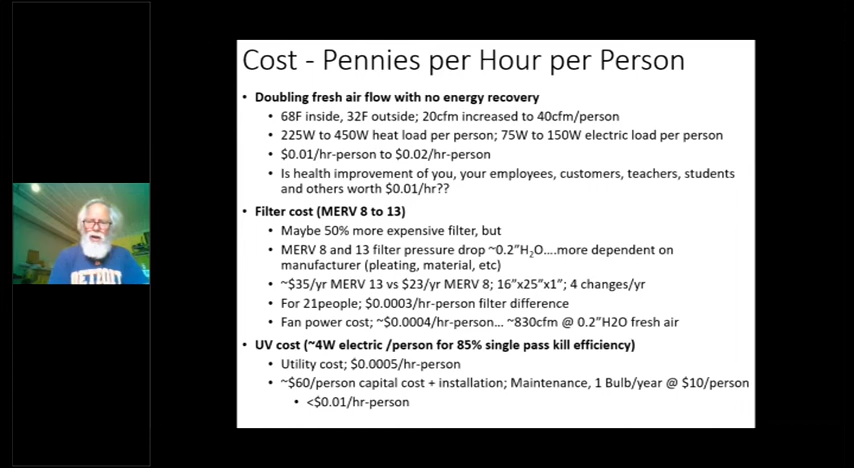 Cost - Pennies per Hour per Person
• Doubling fresh air flow with no energy recovery
• 68F inside, 32F outside; 20cfm increased to 40cfm/person
• 225W to 450W heat load per person; 75W to 150W electric load per person
• $0.01/hr-person to $0.02/hr-person
• Is health improvement of you, your employees, customers, teachers, students
and others worth $0.01/hr??
• Filter cost (MERV 8 to 13)
• Maybe 50% more expensive filter, but
• MERV 8 and 13 filter pressure drop ~0.2”H₂O....more dependent on
manufacturer (pleating, material, etc)
• ~$35/yr MERV 13 vs $23/yr MERV 8; 16”x25”x1”; 4 changes/yr
• For 21people; $0.0003/hr-person filter difference
• Fan power cost; ~$0.0004/hr-person... ~830cfm @ 0.2”H2O fresh air
• UV cost (~4W electric /person for 85% single pass kill efficiency)
• Utility cost; $0.0005/hr-person
• ~$60/person capital cost + installation; Maintenance, 1 Bulb/year @ $10/person
• <$0.01/hr-person
DETROIT